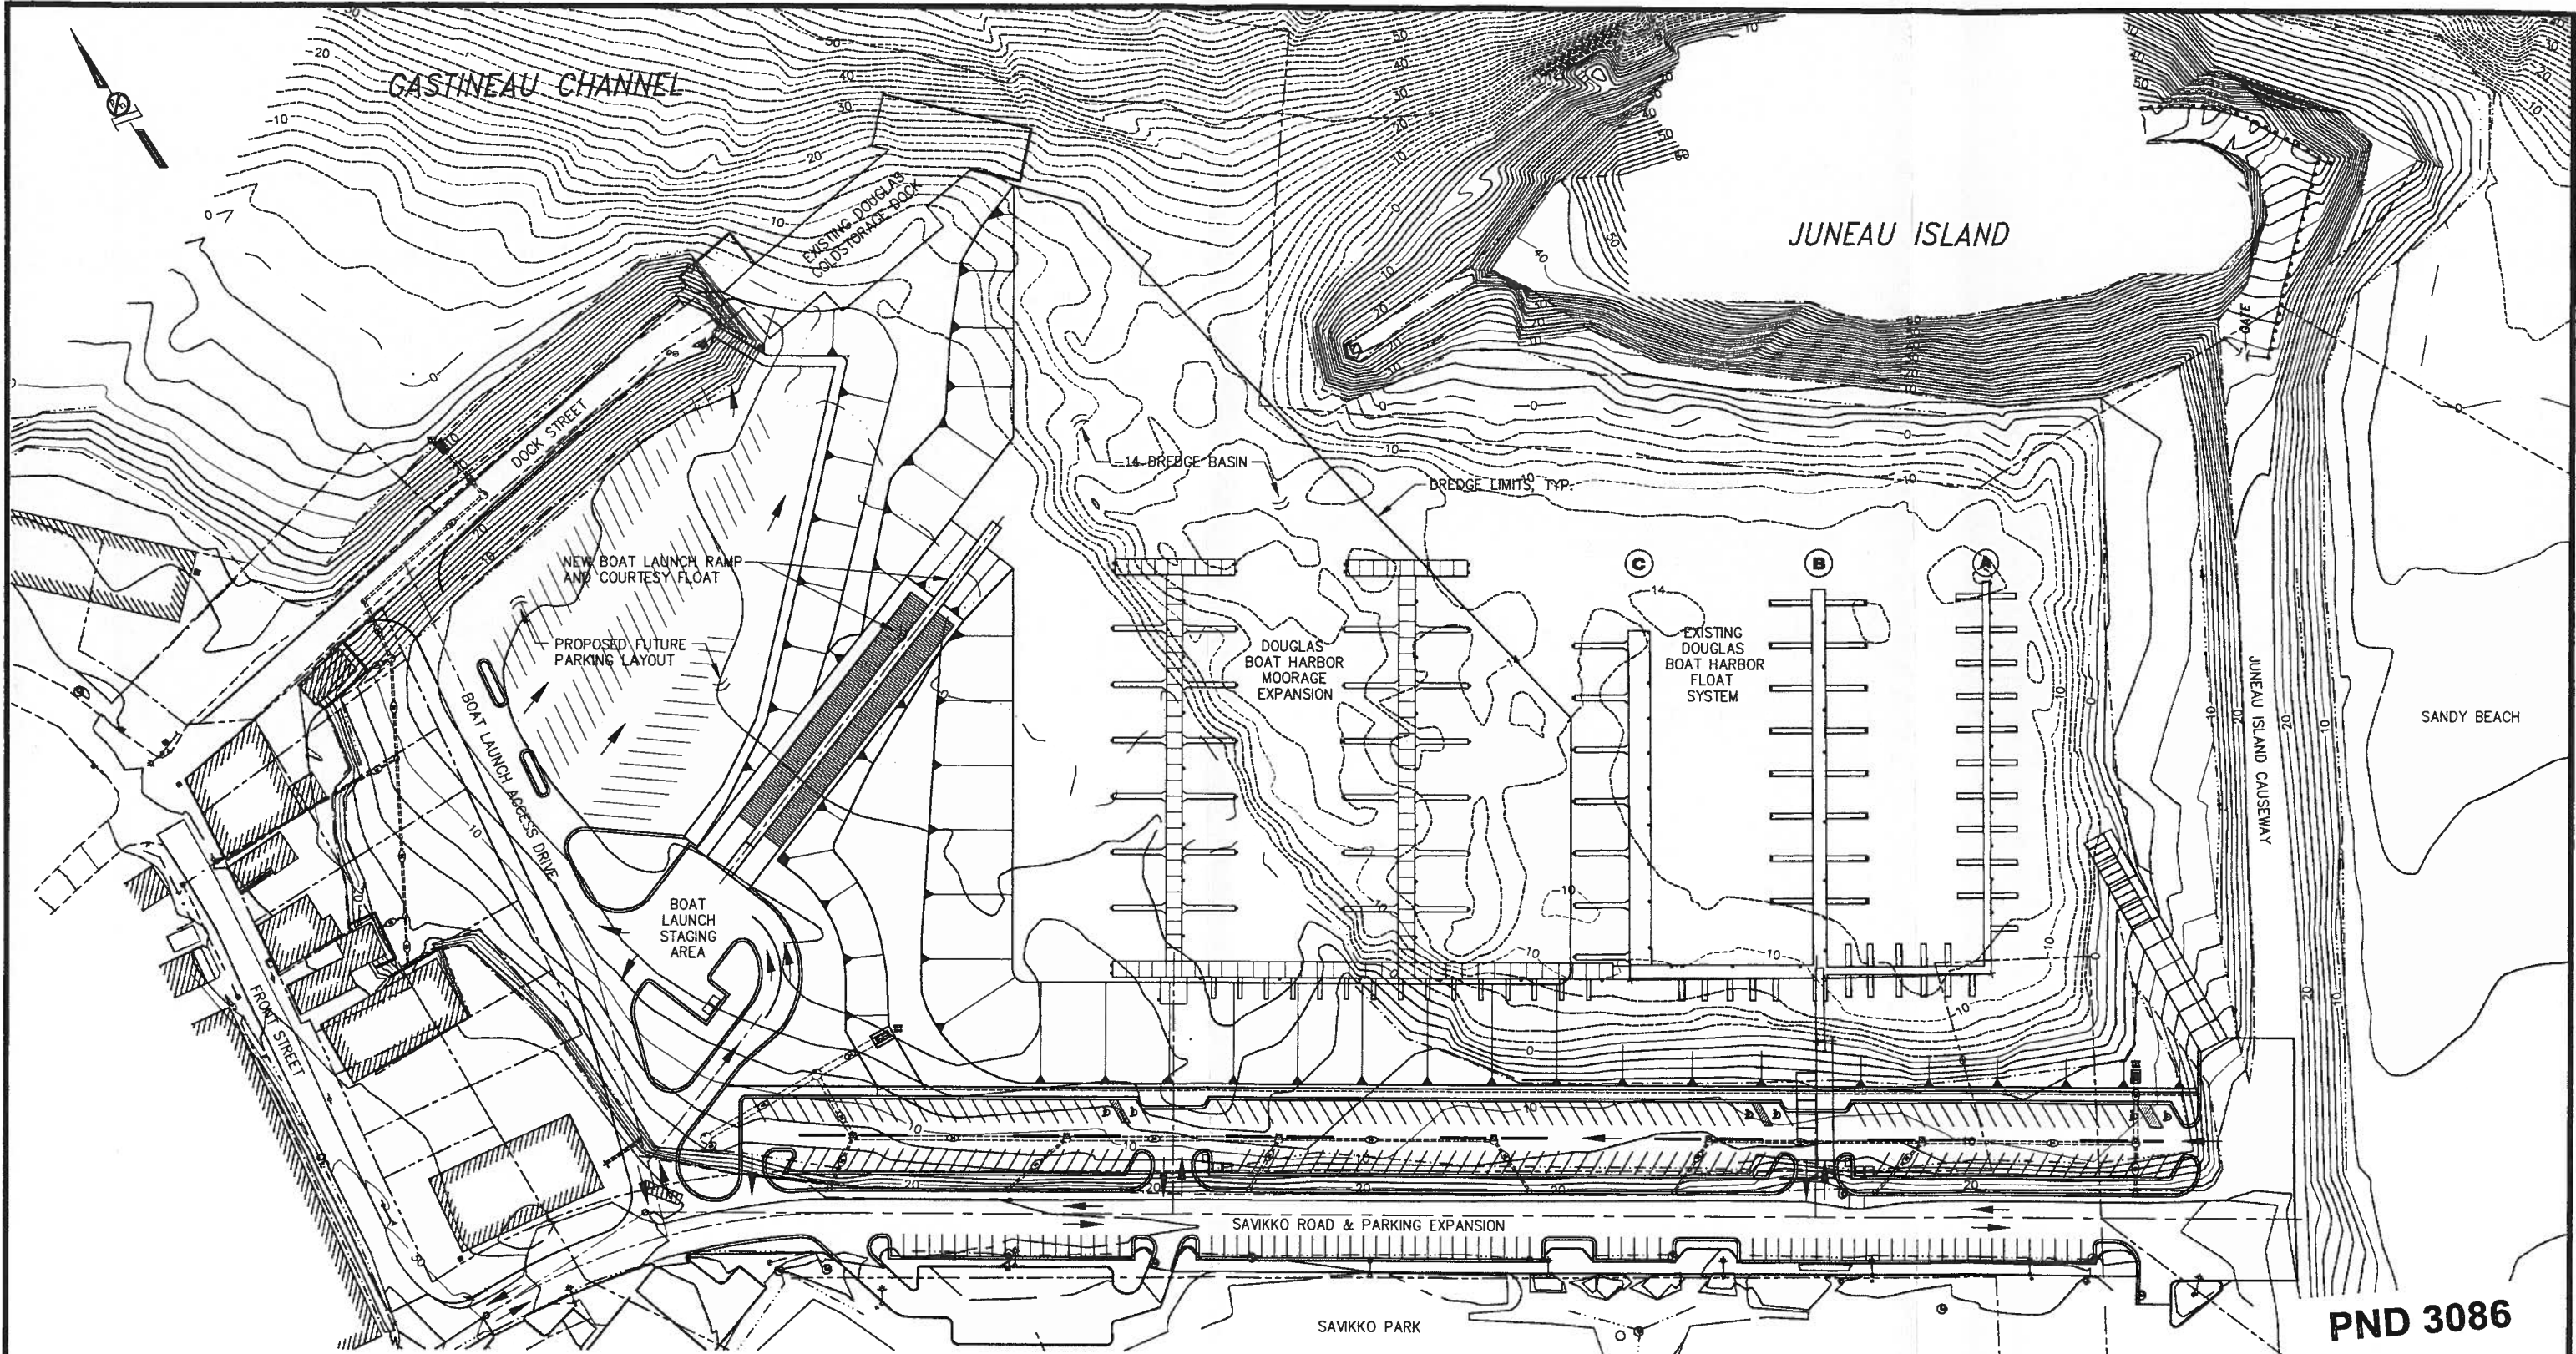 GASTINEAU CHANNEL
JUNEAU ISLAND
EXISTING DOUGLAS
COLDSTORAGE DOCK
GATE
DOCK STREET
-14 DREDGE BASIN
DREDGE LIMITS, TYP.
NEW BOAT LAUNCH RAMP
AND COURTESY FLOAT
C
B
A
PROPOSED FUTURE
PARKING LAYOUT
DOUGLAS
BOAT HARBOR
MOORAGE
EXPANSION
EXISTING
DOUGLAS
BOAT HARBOR
FLOAT
SYSTEM
SANDY BEACH
JUNEAU ISLAND CAUSEWAY
BOAT LAUNCH ACCESS DRIVE
BOAT
LAUNCH
STAGING
AREA
FRONT STREET
SAVIKKO ROAD & PARKING EXPANSION
SAVIKKO PARK
PND 3086